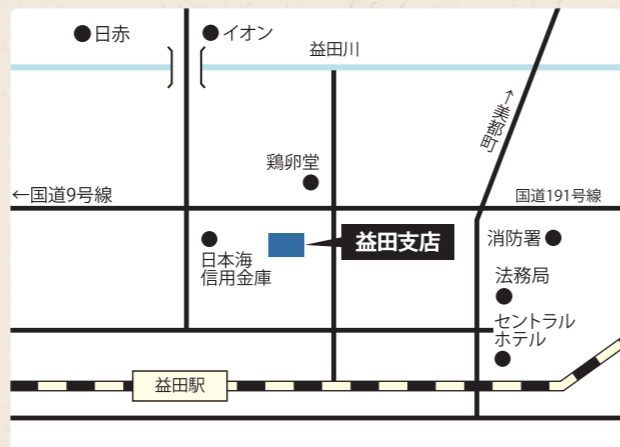 日赤
イオン
益田川
↑美都町
鶏卵堂
←国道9号線
国道191号線
益田支店
消防署
日本海
信用金庫
法務局
セントラル
ホテル
益田駅